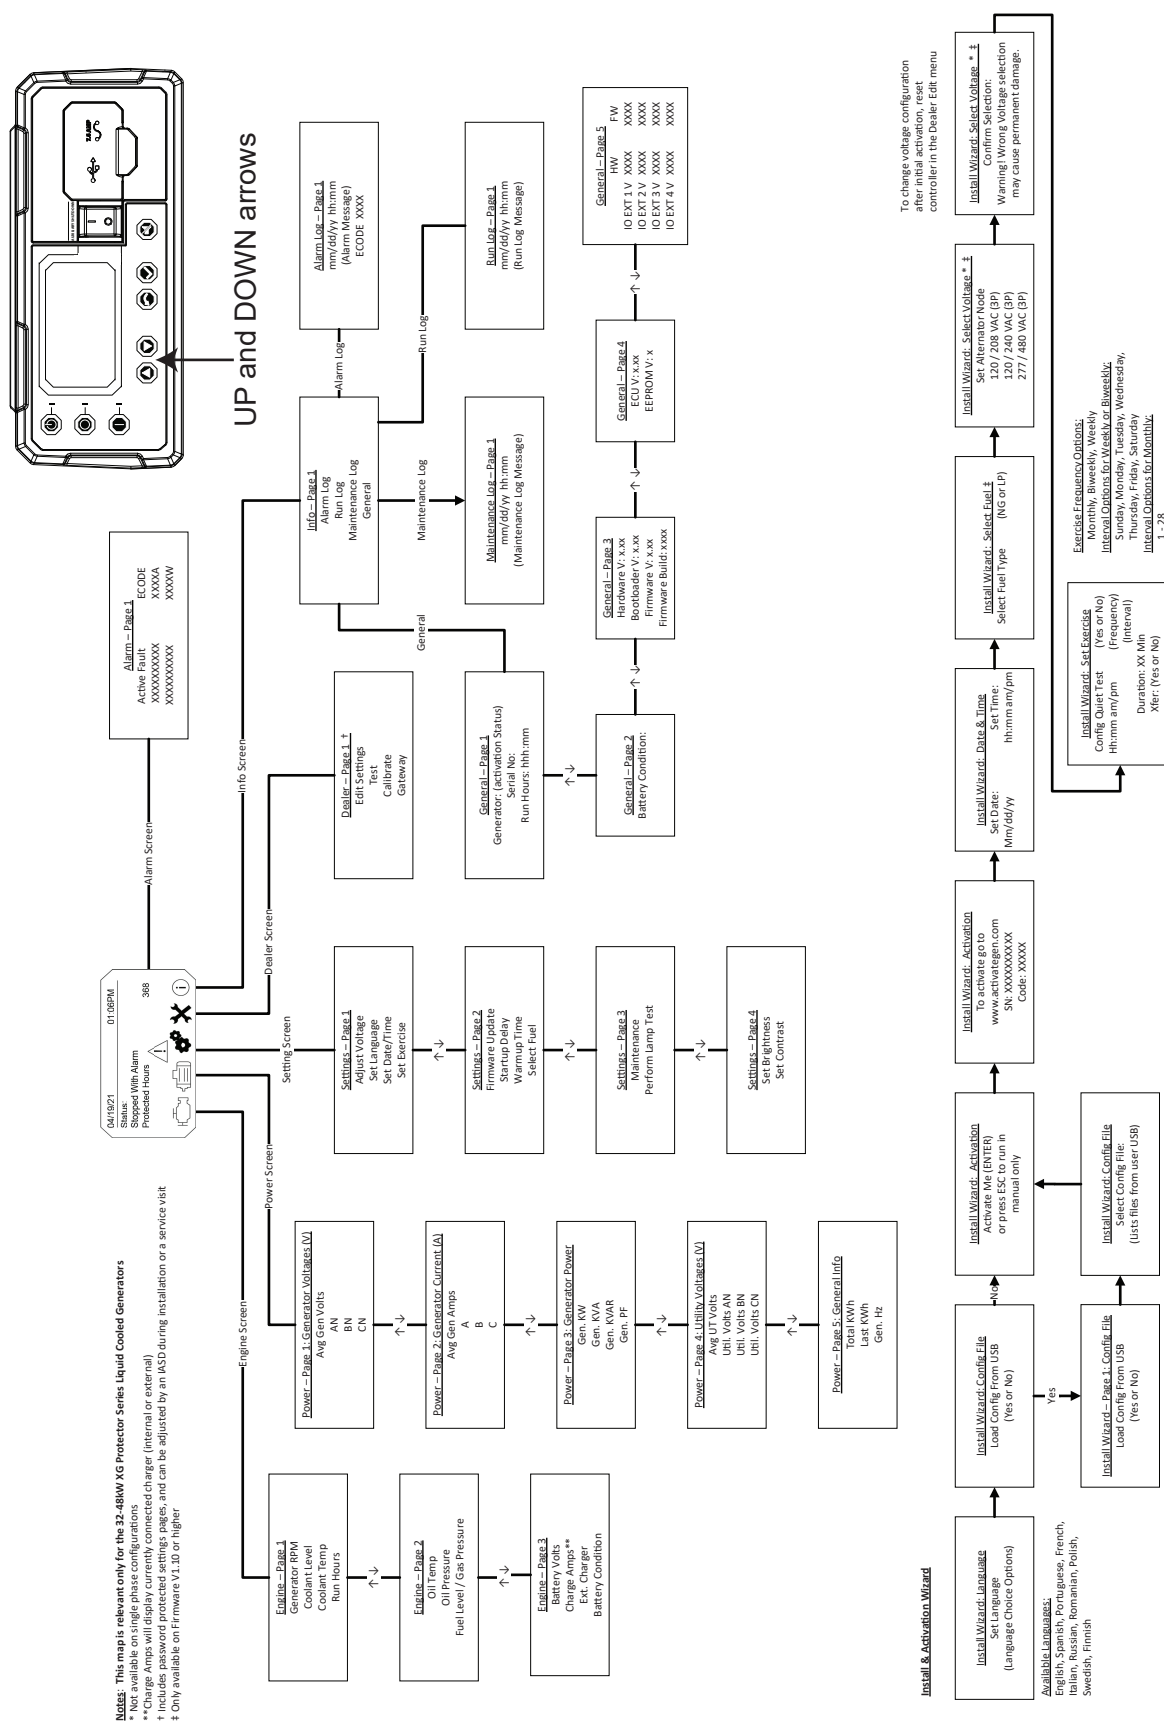 Notes: This map is relevant only for the 32-48kW XG Protector Series Liquid Cooled Generators
* Not available on single phase configurations
**Charge Amps will display currently connected charger (internal or external)
† Includes password protected settings pages, and can be adjusted by an IASD during installation or a service visit
‡ Only available on Firmware V1.10 or higher
04/19/21 01:06PM
Status:
Stopped With Alarm
Protected Hours 368
UP and DOWN arrows
Engine Screen
Power Screen
Setting Screen
Dealer Screen
Info Screen
Alarm Screen
Alarm – Page 1
Active Fault ECODE
XXXXXXXXXX XXXXA
XXXXXXXXXX XXXXW
Engine – Page 1
Generator RPM
Coolant Level
Coolant Temp
Run Hours
↑ ↓
Engine – Page 2
Oil Temp
Oil Pressure
Fuel Level / Gas Pressure
↑ ↓
Engine – Page 3
Battery Volts
Charge Amps**
Ext. Charger
Battery Condition
Power – Page 1: Generator Voltages (V)
Avg Gen Volts
AN
BN
CN
↑ ↓
Power – Page 2: Generator Current (A)
Avg Gen Amps
A
B
C
↑ ↓
Power – Page 3: Generator Power
Gen. KW
Gen. KVA
Gen. KVAR
Gen. PF
↑ ↓
Power – Page 4: Utility Voltages (V)
Avg UT Volts
Util. Volts AN
Util. Volts BN
Util. Volts CN
↑ ↓
Power – Page 5: General Info
Total KWh
Last KWh
Gen. Hz
Settings – Page 1
Adjust Voltage
Set Language
Set Date/Time
Set Exercise
↑ ↓
Settings – Page 2
Firmware Update
Startup Delay
Warmup Time
Select Fuel
↑ ↓
Settings – Page 3
Maintenance
Perform Lamp Test
↑ ↓
Settings – Page 4
Set Brightness
Set Contrast
Dealer – Page 1 †
Edit Settings
Test
Calibrate
Gateway
Info – Page 1
Alarm Log
Run Log
Maintenance Log
General
Alarm Log
Alarm Log – Page 1
mm/dd/yy hh:mm
(Alarm Message)
ECODE XXXX
Run Log
Run Log – Page 1
mm/dd/yy hh:mm
(Run Log Message)
Maintenance Log
Maintenance Log – Page 1
mm/dd/yy hh:mm
(Maintenance Log Message)
General
General – Page 1
Generator: (activation Status)
Serial No:
Run Hours: hhh:mm
↑ ↓
General – Page 2
Battery Condition:
↑ ↓
General – Page 3
Hardware V: x.xx
Bootloader V: x.xx
Firmware V: x.xx
Firmware Build: xxxx
↑ ↓
General – Page 4
ECU V: x.xx
EEPROM V: x
↑ ↓
General – Page 5
HW FW
IO EXT 1 V XXXX XXXX
IO EXT 2 V XXXX XXXX
IO EXT 3 V XXXX XXXX
IO EXT 4 V XXXX XXXX
Install & Activation Wizard
Install Wizard: Language
Set Language
(Language Choice Options)
Available Languages:
English, Spanish, Portuguese, French,
Italian, Russian, Romanian, Polish,
Swedish, Finnish
Install Wizard: Config File
Load Config From USB
(Yes or No)
Yes
No
Install Wizard – Page 1: Config File
Load Config From USB
(Yes or No)
Install Wizard: Config File
Select Config File:
(Lists files from user USB)
Install Wizard: Activation
Activate Me (ENTER)
or press ESC to run in
manual only
Install Wizard: Activation
To activate go to
www.activategen.com
SN: XXXXXXXXXX
Code: XXXXX
Install Wizard: Date & Time
Set Date: Set Time:
Mm/dd/yy hh:mm am/pm
Install Wizard: Select Fuel ‡
Select Fuel Type (NG or LP)
Install Wizard: Select Voltage * ‡
Set Alternator Node
120 / 208 VAC (3P)
120 / 240 VAC (3P)
277 / 480 VAC (3P)
Install Wizard: Select Voltage * ‡
Confirm Selection:
Warning! Wrong Voltage selection
may cause permanent damage.
To change voltage configuration
after initial activation, reset
controller in the Dealer Edit menu
Install Wizard: Set Exercise
Config Quiet Test (Yes or No)
Hh:mm am/pm (Frequency)
(Interval)
Duration: XX Min
Xfer: (Yes or No)
Exercise Frequency Options:
Monthly, Biweekly, Weekly
Interval Options for Weekly or Biweekly:
Sunday, Monday, Tuesday, Wednesday,
Thursday, Friday, Saturday
Interval Options for Monthly:
1 - 28